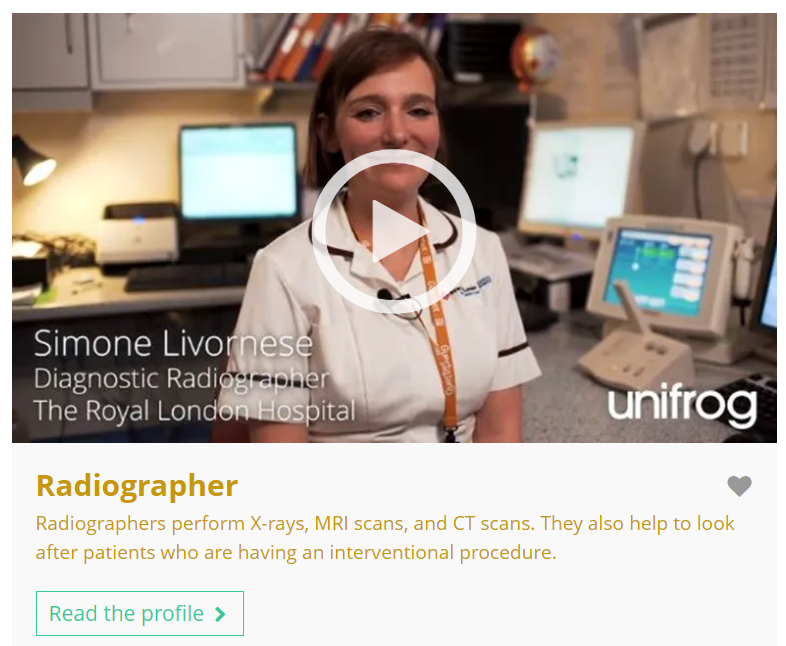 Simone Livornese
Diagnostic Radiographer
The Royal London Hospital
unifrog
Radiographer
Radiographers perform X-rays, MRI scans, and CT scans. They also help to look
after patients who are having an interventional procedure.
Read the profile